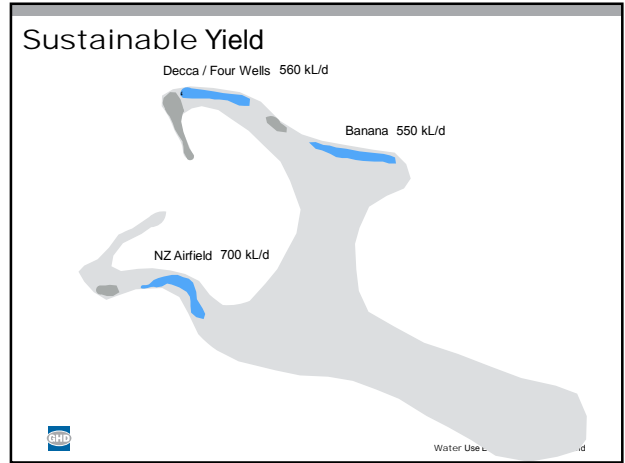 Sustainable Yield
Decca / Four Wells 560 kL/d
Banana 550 kL/d
NZ Airfield 700 kL/d
GHD
Water Use